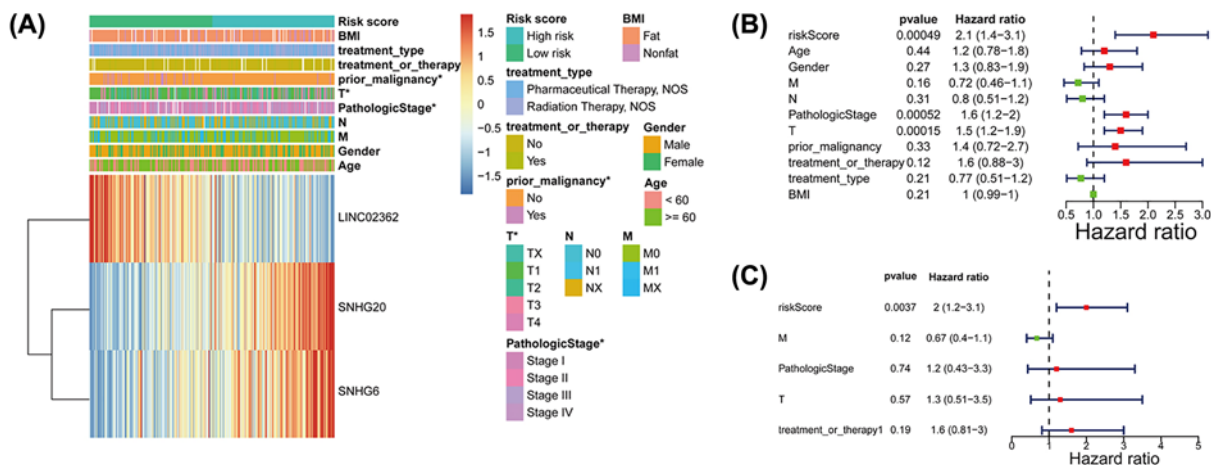 (A)
Risk score
BMI
treatment_type
treatment_or_therapy
prior_malignancy*
T*
PathologicStage*
N
M
Gender
Age
LINC02362
SNHG20
SNHG6
1.5
1
0.5
0
−0.5
−1
−1.5
Risk score
High risk
Low risk
BMI
Fat
Nonfat
treatment_type
Pharmaceutical Therapy, NOS
Radiation Therapy, NOS
treatment_or_therapy
No
Yes
Gender
Male
Female
prior_malignancy*
No
Yes
Age
< 60
>= 60
T*
TX
T1
T2
T3
T4
N
N0
N1
NX
M
M0
M1
MX
PathologicStage*
Stage I
Stage II
Stage III
Stage IV
(B)
pvalue Hazard ratio
riskScore 0.00049 2.1 (1.4−3.1)
Age 0.44 1.2 (0.78−1.8)
Gender 0.27 1.3 (0.83−1.9)
M 0.16 0.72 (0.46−1.1)
N 0.31 0.8 (0.51−1.2)
PathologicStage 0.00052 1.6 (1.2−2)
T 0.00015 1.5 (1.2−1.9)
prior_malignancy 0.33 1.4 (0.72−2.7)
treatment_or_therapy 0.12 1.6 (0.88−3)
treatment_type 0.21 0.77 (0.51−1.2)
BMI 0.21 1 (0.99−1)
0.5 1.0 1.5 2.0 2.5 3.0
Hazard ratio
(C)
pvalue Hazard ratio
riskScore 0.0037 2 (1.2−3.1)
M 0.12 0.67 (0.4−1.1)
PathologicStage 0.74 1.2 (0.43−3.3)
T 0.57 1.3 (0.51−3.5)
treatment_or_therapy1 0.19 1.6 (0.81−3)
0 1 2 3 4 5
Hazard ratio